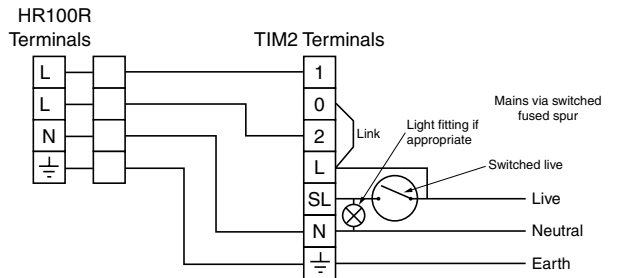 HR100R
Terminals
TIM2 Terminals
L
L
N
1
0
2
L
SL
N
Link
Light fitting if
appropriate
Mains via switched
fused spur
Switched live
Live
Neutral
Earth